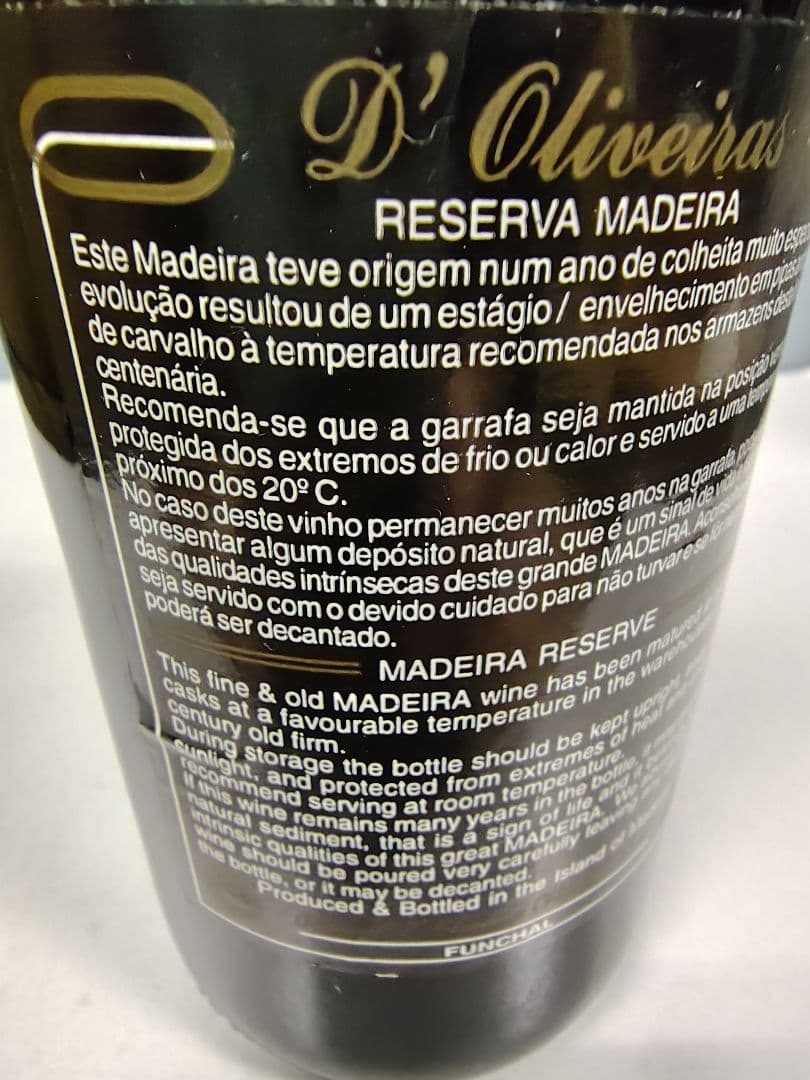 D' Oliveiras
RESERVA MADEIRA
Este Madeira teve origem num ano de colheita muito
evolução resultou de um estágio / envelhecimento em pipas
de carvalho à temperatura recomendada nos armazens
centenária.
Recomenda-se que a garrafa seja mantida na posição
protegida dos extremos de frio ou calor e servido a uma
próximo dos 20º C.
No caso deste vinho permanecer muitos anos na garrafa,
apresentar algum depósito natural, que é um sinal de vida
das qualidades intrínsecas deste grande MADEIRA.
seja servido com o devido cuidado para não turvar e se
poderá ser decantado.
MADEIRA RESERVE
This fine & old MADEIRA wine has been matured
casks at a favourable temperature in the
century old firm.
During storage the bottle should be kept upright,
sunlight, and protected from extremes of heat
recommend serving at room temperature.
If this wine remains many years in the bottle, it
natural sediment, that is a sign of life and
intrinsic qualities of this great MADEIRA. We
wine should be poured very carefully leaving
the bottle, or it may be decanted.
Produced & Bottled in the Island of
FUNCHAL